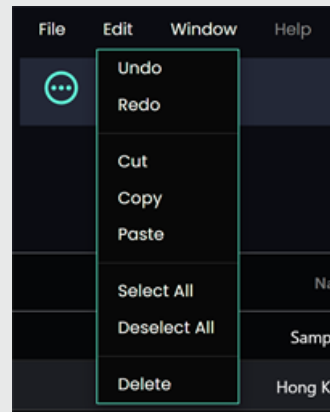 File Edit Window Help
Undo
Redo
Cut
Copy
Paste
Select All
Deselect All
Delete